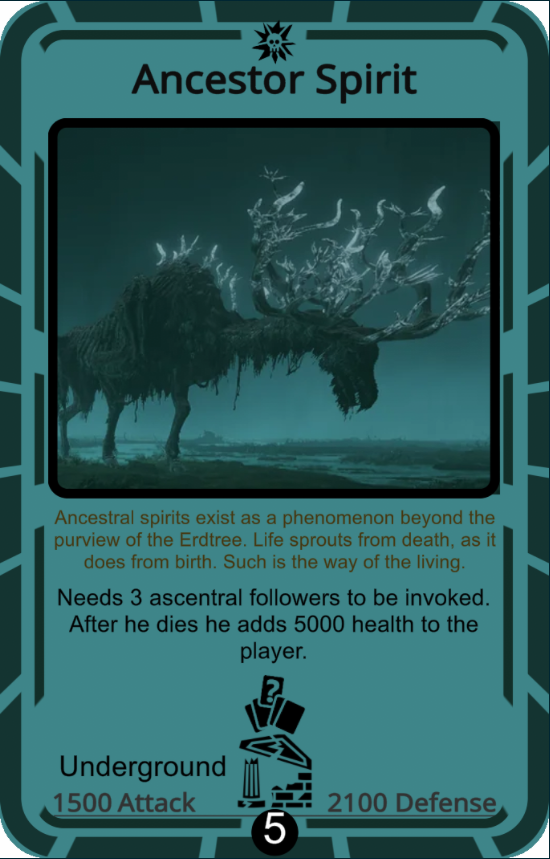 Ancestor Spirit
Ancestral spirits exist as a phenomenon beyond the
purview of the Erdtree. Life sprouts from death, as it
does from birth. Such is the way of the living.
Needs 3 ascentral followers to be invoked.
After he dies he adds 5000 health to the
player.
?
Underground
1500 Attack
2100 Defense
5